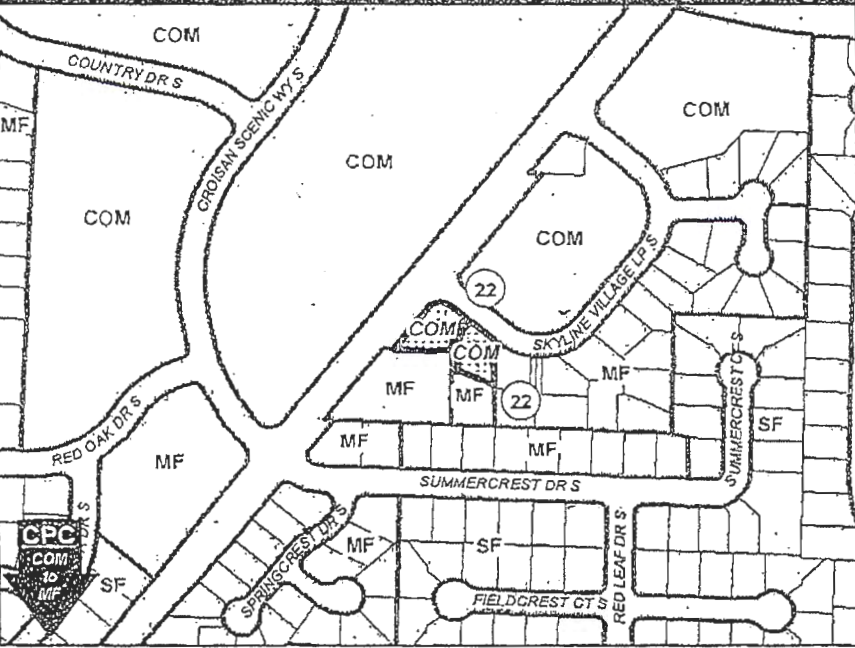 COM
COUNTRY DR S
CROISAN SCENIC WY S
MF
COM
COM
COM
COM
22
SKYLINE VILLAGE LP S
COM
COM
MF
MF
22
MF
SUMMERCREST CT S
SF
MF
MF
RED OAK DR S
MF
SUMMERCREST DR S
DR S
CPC
COM
to
MF
SF
SPRINGCREST DR S
MF
SF
RED LEAF DR S
FIELDCREST CT S